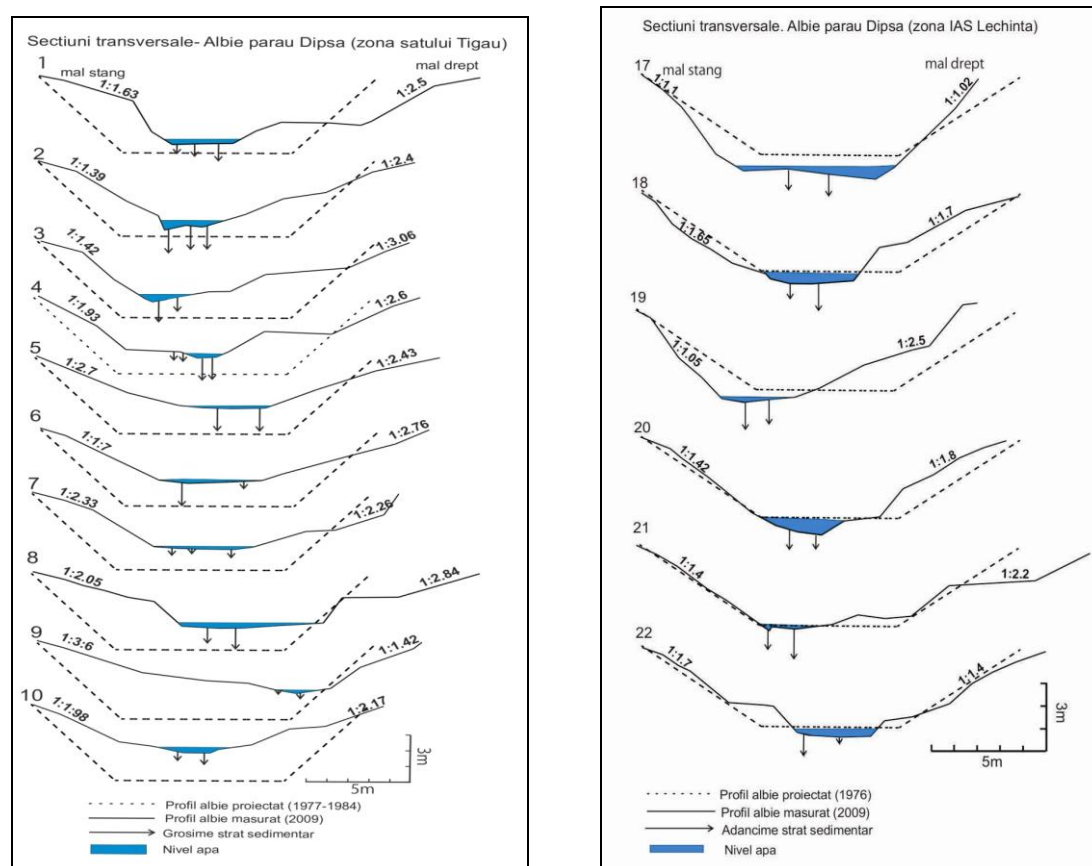 Sectiuni transversale- Albie parau Dipsa (zona satului Tigau)
1
mal stang
mal drept
1:1.63
1:2.5
2
1:1.39
1:2.4
3
1:1.42
1:3.06
4
1:1.93
1:2.6
5
1:2.7
1:2.43
6
1:1:7
1:2.76
7
1:2.33
1:2.26
8
1:2.05
1:2.84
9
1:3:6
1:1.42
10
1:1:98
1:2.17
3m
5m
Profil albie proiectat (1977-1984)
Profil albie masurat (2009)
Grosime strat sedimentar
Nivel apa
Sectiuni transversale. Albie parau Dipsa (zona IAS Lechinta)
17
mal stang
mal drept
1:1.1
1:1.02
18
1:1.65
1:1.7
19
1:1.05
1:2.5
20
1:1.42
1:1.8
21
1:1.4
1:2.2
22
1:1.7
1:1.4
3m
5m
Profil albie proiectat (1976)
Profil albie masurat (2009)
Adancime strat sedimentar
Nivel apa